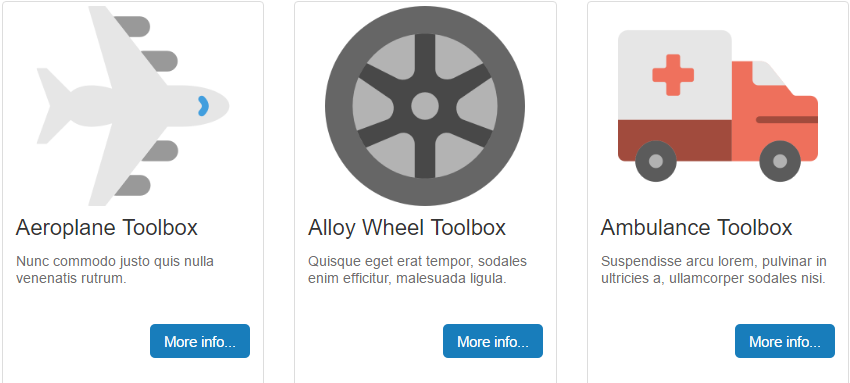 Aeroplane Toolbox
Nunc commodo justo quis nulla
venenatis rutrum.
More info...
Alloy Wheel Toolbox
Quisque eget erat tempor, sodales
enim efficitur, malesuada ligula.
More info...
Ambulance Toolbox
Suspendisse arcu lorem, pulvinar in
ultricies a, ullamcorper sodales nisi.
More info...